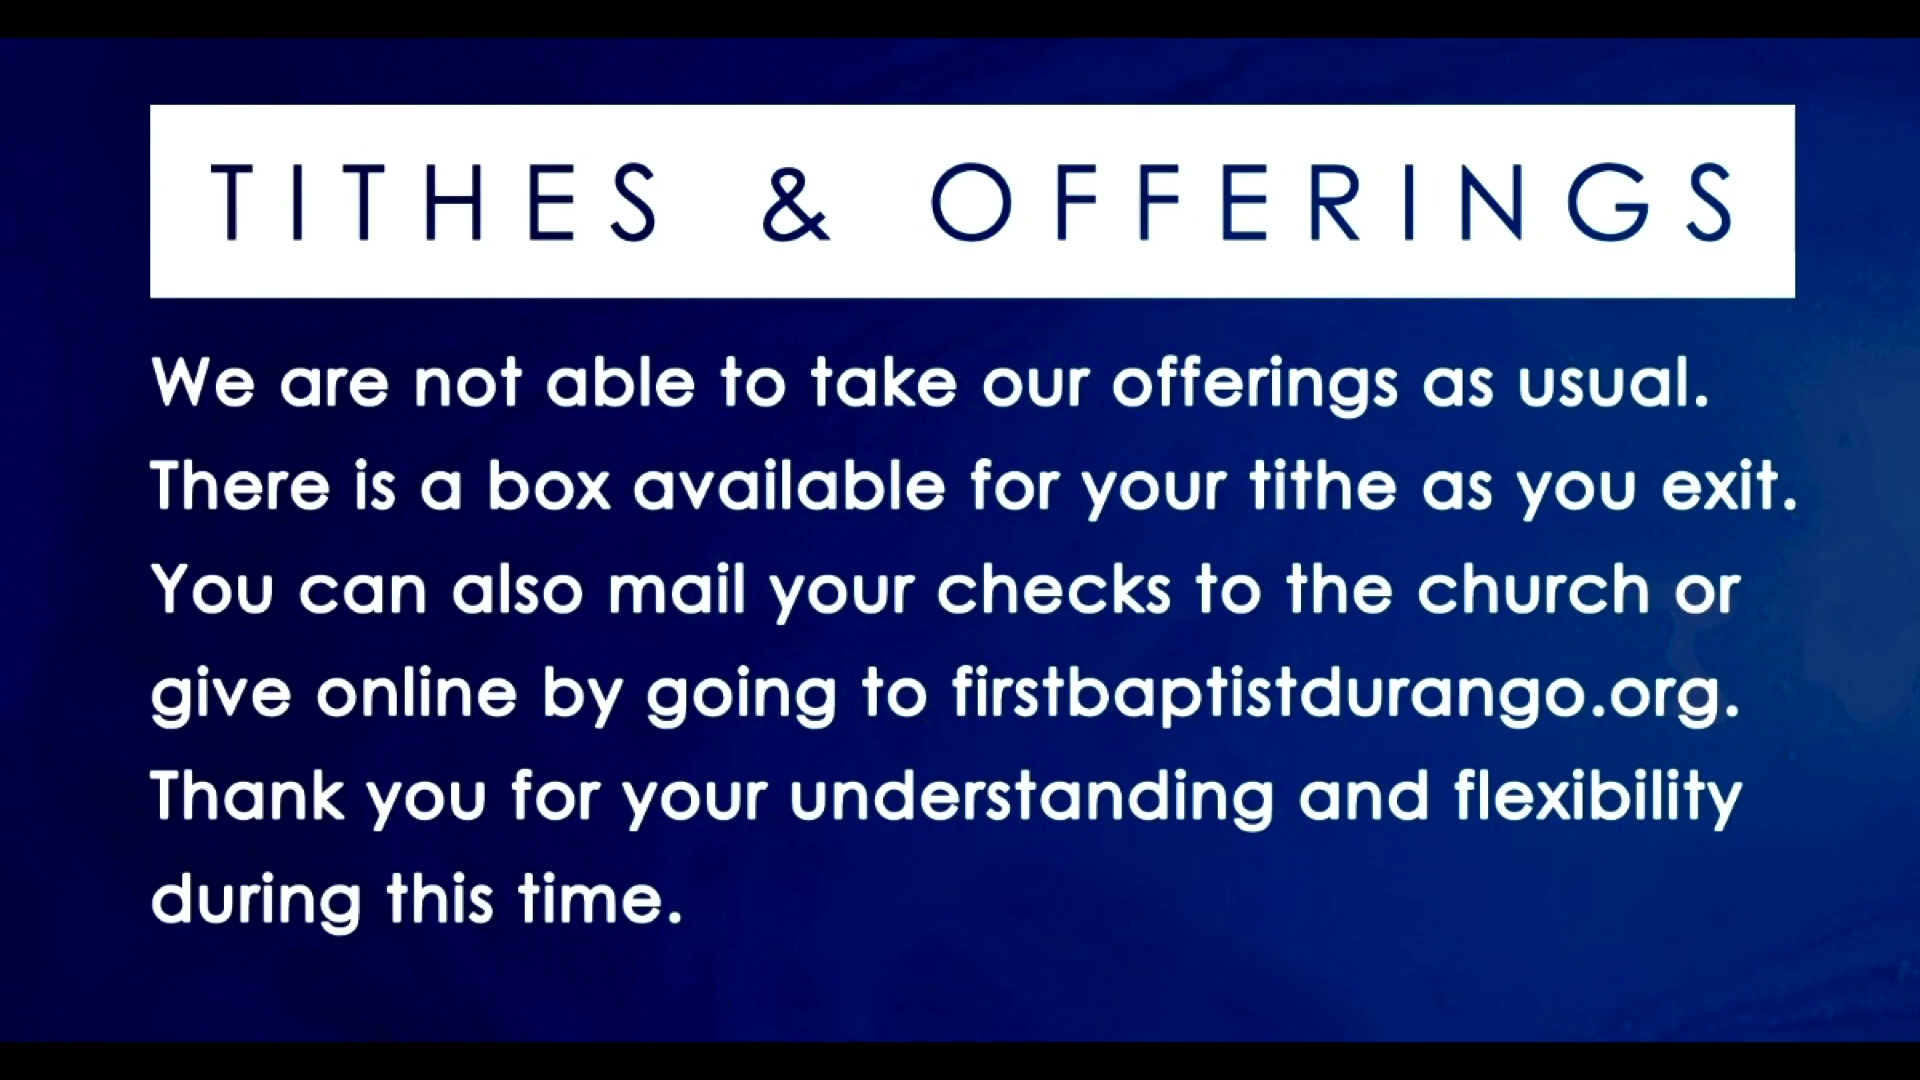 TITHES & OFFERINGS
We are not able to take our offerings as usual.
There is a box available for your tithe as you exit.
You can also mail your checks to the church or
give online by going to firstbaptistdurango.org.
Thank you for your understanding and flexibility
during this time.